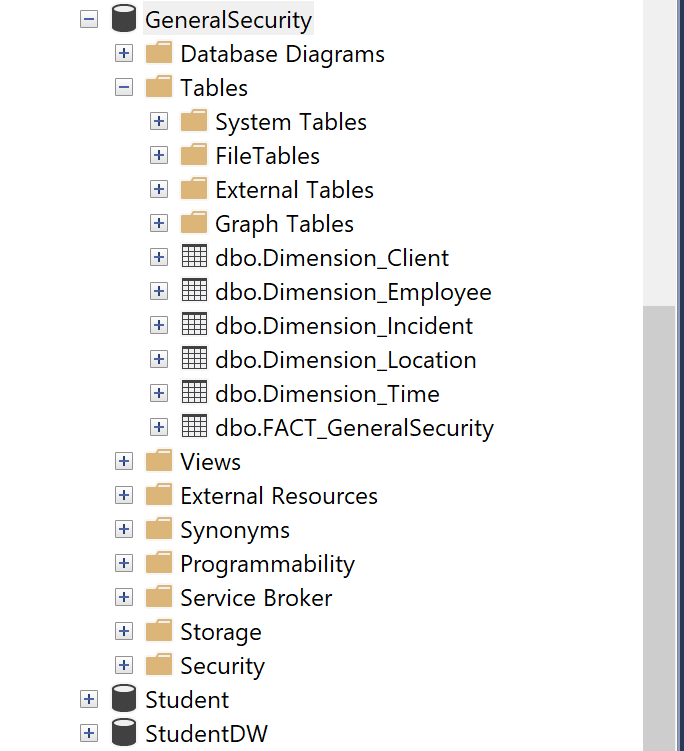 GeneralSecurity
Database Diagrams
Tables
System Tables
FileTables
External Tables
Graph Tables
dbo.Dimension_Client
dbo.Dimension_Employee
dbo.Dimension_Incident
dbo.Dimension_Location
dbo.Dimension_Time
dbo.FACT_GeneralSecurity
Views
External Resources
Synonyms
Programmability
Service Broker
Storage
Security
Student
StudentDW